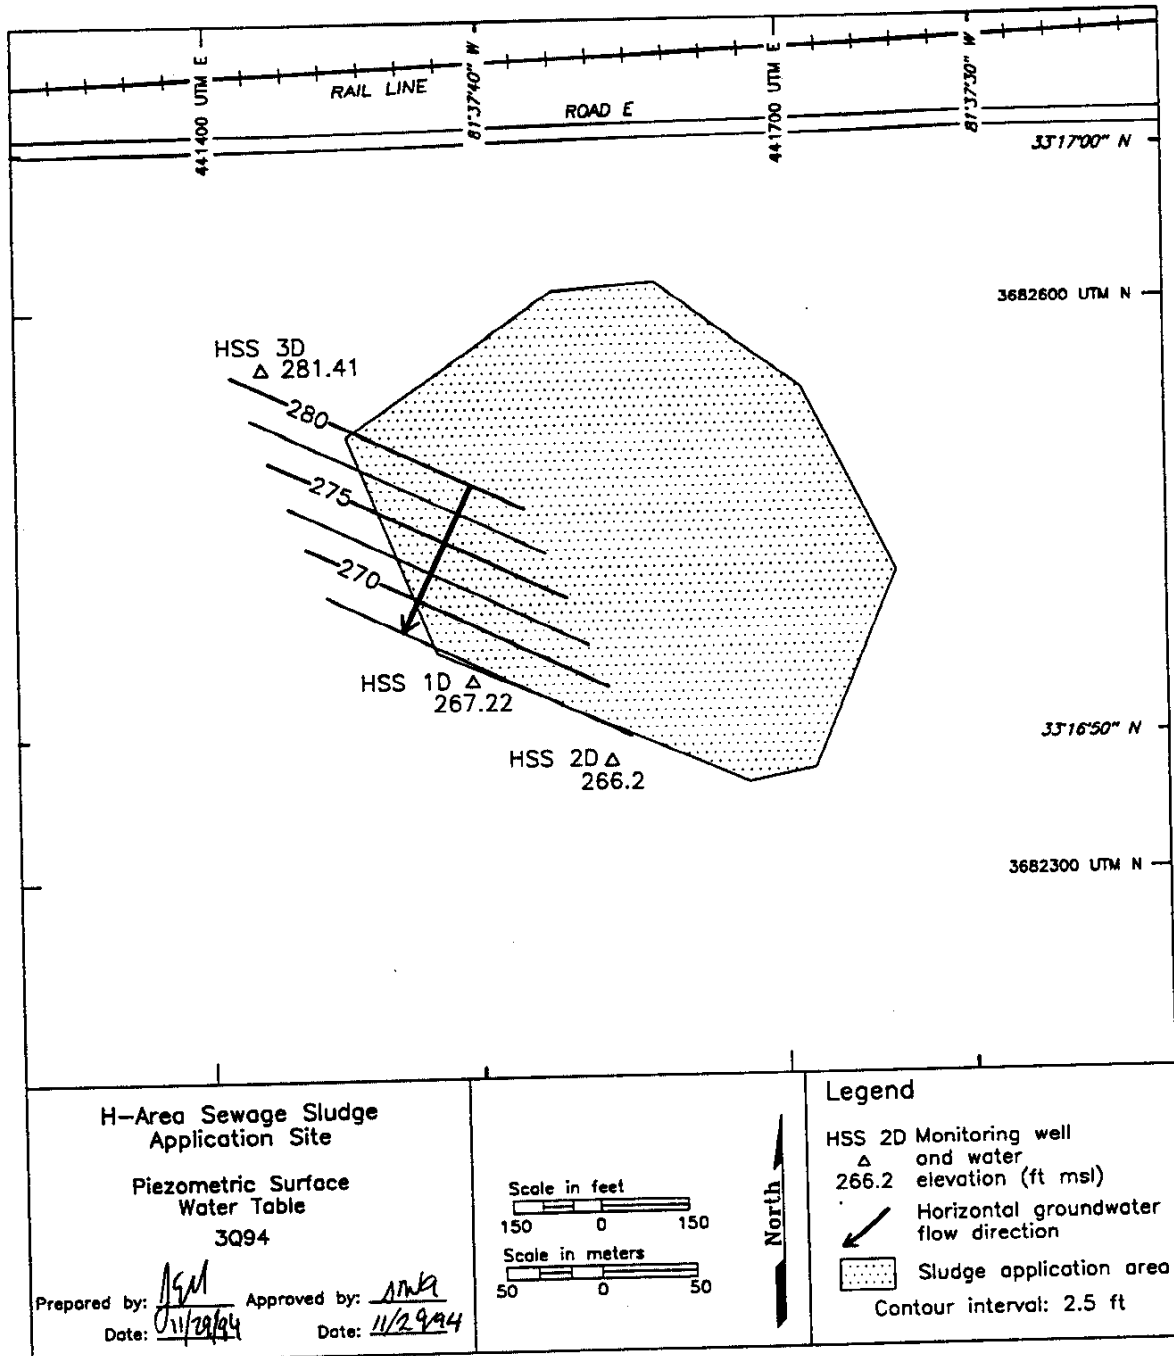 441400 UTM E
81°37'40" W
441700 UTM E
81°37'30" W
RAIL LINE
ROAD E
33°17'00" N
3682600 UTM N
HSS 3D
281.41
280
275
270
HSS 1D
267.22
HSS 2D
266.2
33°16'50" N
3682300 UTM N
H-Area Sewage Sludge
Application Site
Piezometric Surface
Water Table
3Q94
Prepared by:
Approved by:
Date: 11/29/94
Date: 11/29/94
Scale in feet
150 0 150
Scale in meters
50 0 50
North
Legend
HSS 2D Monitoring well
and water
266.2 elevation (ft msl)
Horizontal groundwater
flow direction
Sludge application area
Contour interval: 2.5 ft